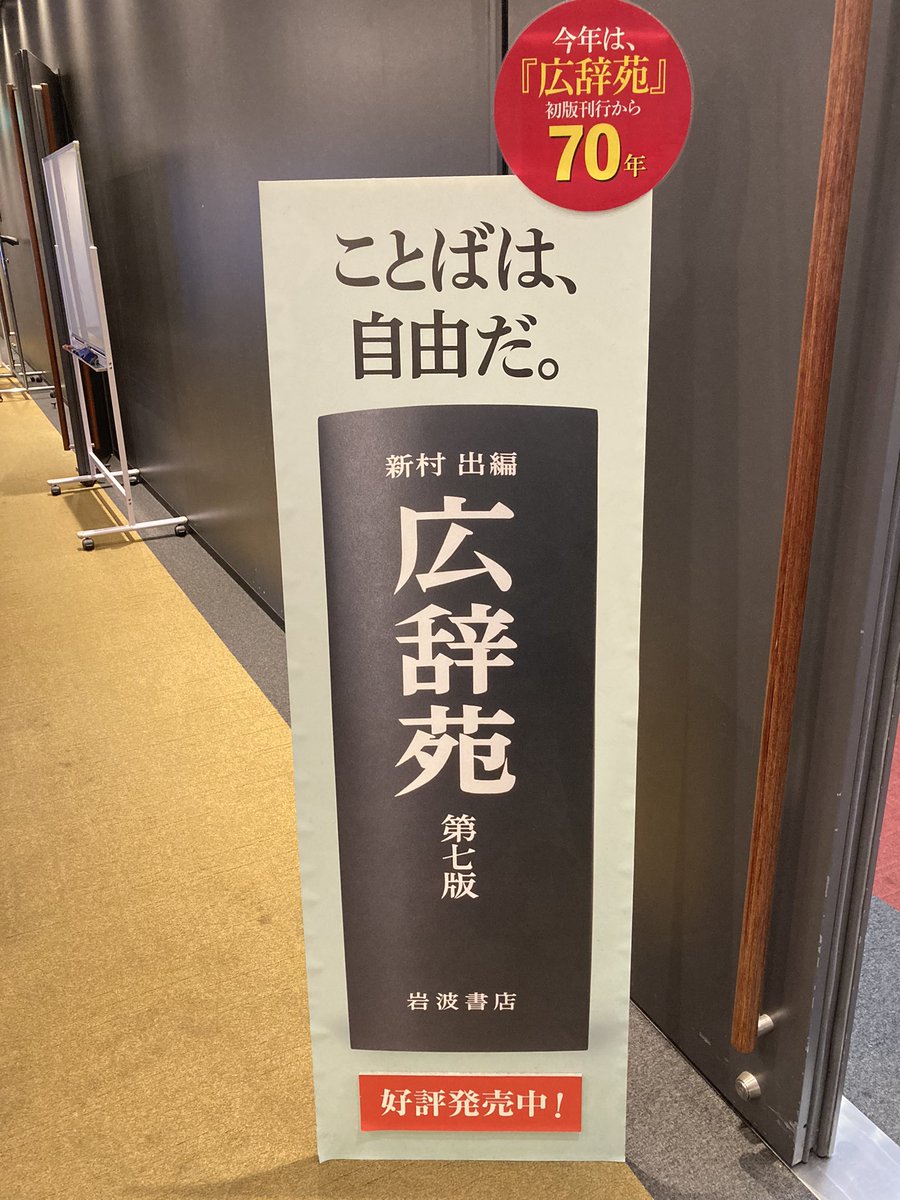 今年は、
『広辞苑』
初版刊行から
70年
ことばは、
自由だ。
新村 出編
広辞苑
第七版
岩波書店
好評発売中!